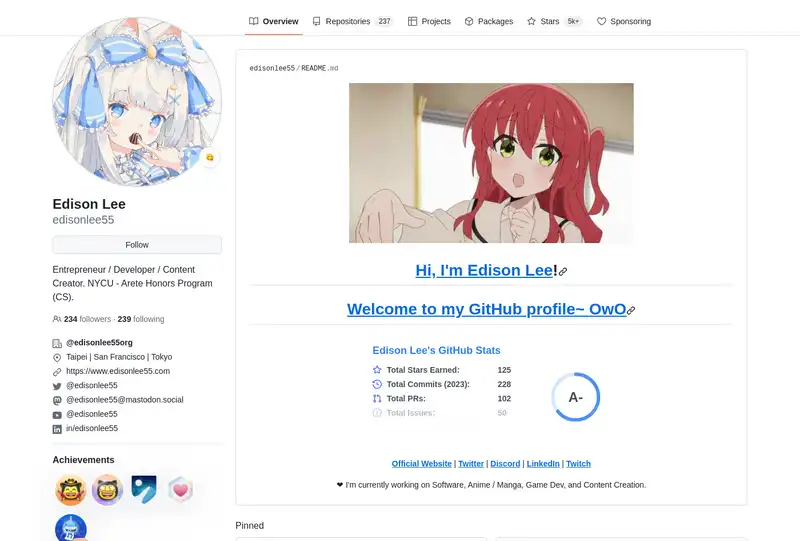 Overview
Repositories 237
Projects
Packages
Stars 5k+
Sponsoring
Edison Lee
edisonlee55
Follow
Entrepreneur / Developer / Content
Creator. NYCU - Arete Honors Program
(CS).
234 followers · 239 following
@edisonlee55org
Taipei | San Francisco | Tokyo
https://www.edisonlee55.com
@edisonlee55
@edisonlee55@mastodon.social
@edisonlee55
in/edisonlee55
Achievements
edisonlee55 / README.md
Hi, I'm Edison Lee!
Welcome to my GitHub profile~ OwO
Edison Lee's GitHub Stats
Total Stars Earned: 125
Total Commits (2023): 228
Total PRs: 102
Total Issues: 50
A-
Official Website | Twitter | Discord | LinkedIn | Twitch
❤ I'm currently working on Software, Anime / Manga, Game Dev, and Content Creation.
Pinned